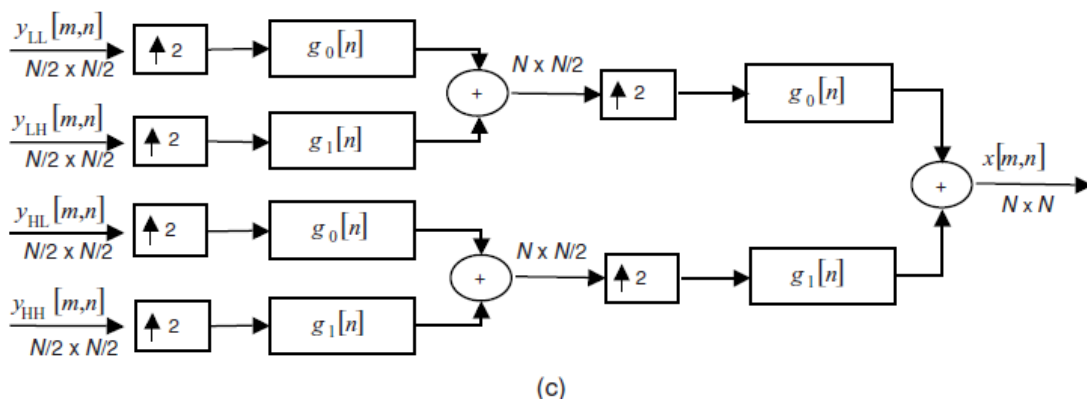 y_LL[m,n]
N/2 x N/2
↑ 2
g_0[n]
y_LH[m,n]
N/2 x N/2
↑ 2
g_1[n]
+
N x N/2
↑ 2
g_0[n]
y_HL[m,n]
N/2 x N/2
↑ 2
g_0[n]
y_HH[m,n]
N/2 x N/2
↑ 2
g_1[n]
+
N x N/2
↑ 2
g_1[n]
+
x[m,n]
N x N
(c)